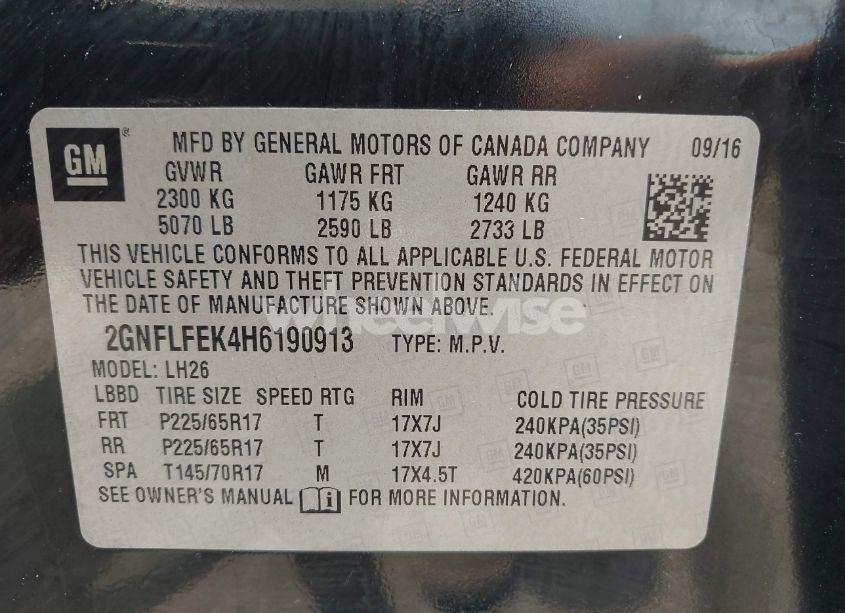 GM ® MFD BY GENERAL MOTORS OF CANADA COMPANY 09/16
GVWR GAWR FRT GAWR RR
2300 KG 1175 KG 1240 KG
5070 LB 2590 LB 2733 LB
THIS VEHICLE CONFORMS TO ALL APPLICABLE U.S. FEDERAL MOTOR
VEHICLE SAFETY AND THEFT PREVENTION STANDARDS IN EFFECT ON
THE DATE OF MANUFACTURE SHOWN ABOVE.
wheelwise
2GNFLFEK4H6190913 TYPE: M.P.V.
MODEL: LH26
LBBD TIRE SIZE SPEED RTG RIM COLD TIRE PRESSURE
FRT P225/65R17 T 17X7J 240KPA(35PSI)
RR P225/65R17 T 17X7J 240KPA(35PSI)
SPA T145/70R17 M 17X4.5T 420KPA(60PSI)
SEE OWNER'S MANUAL i FOR MORE INFORMATION.